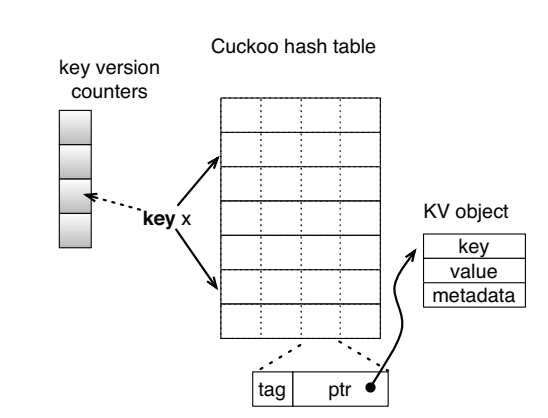 Cuckoo hash table
key version
counters
key x
KV object
key
value
metadata
tag
ptr